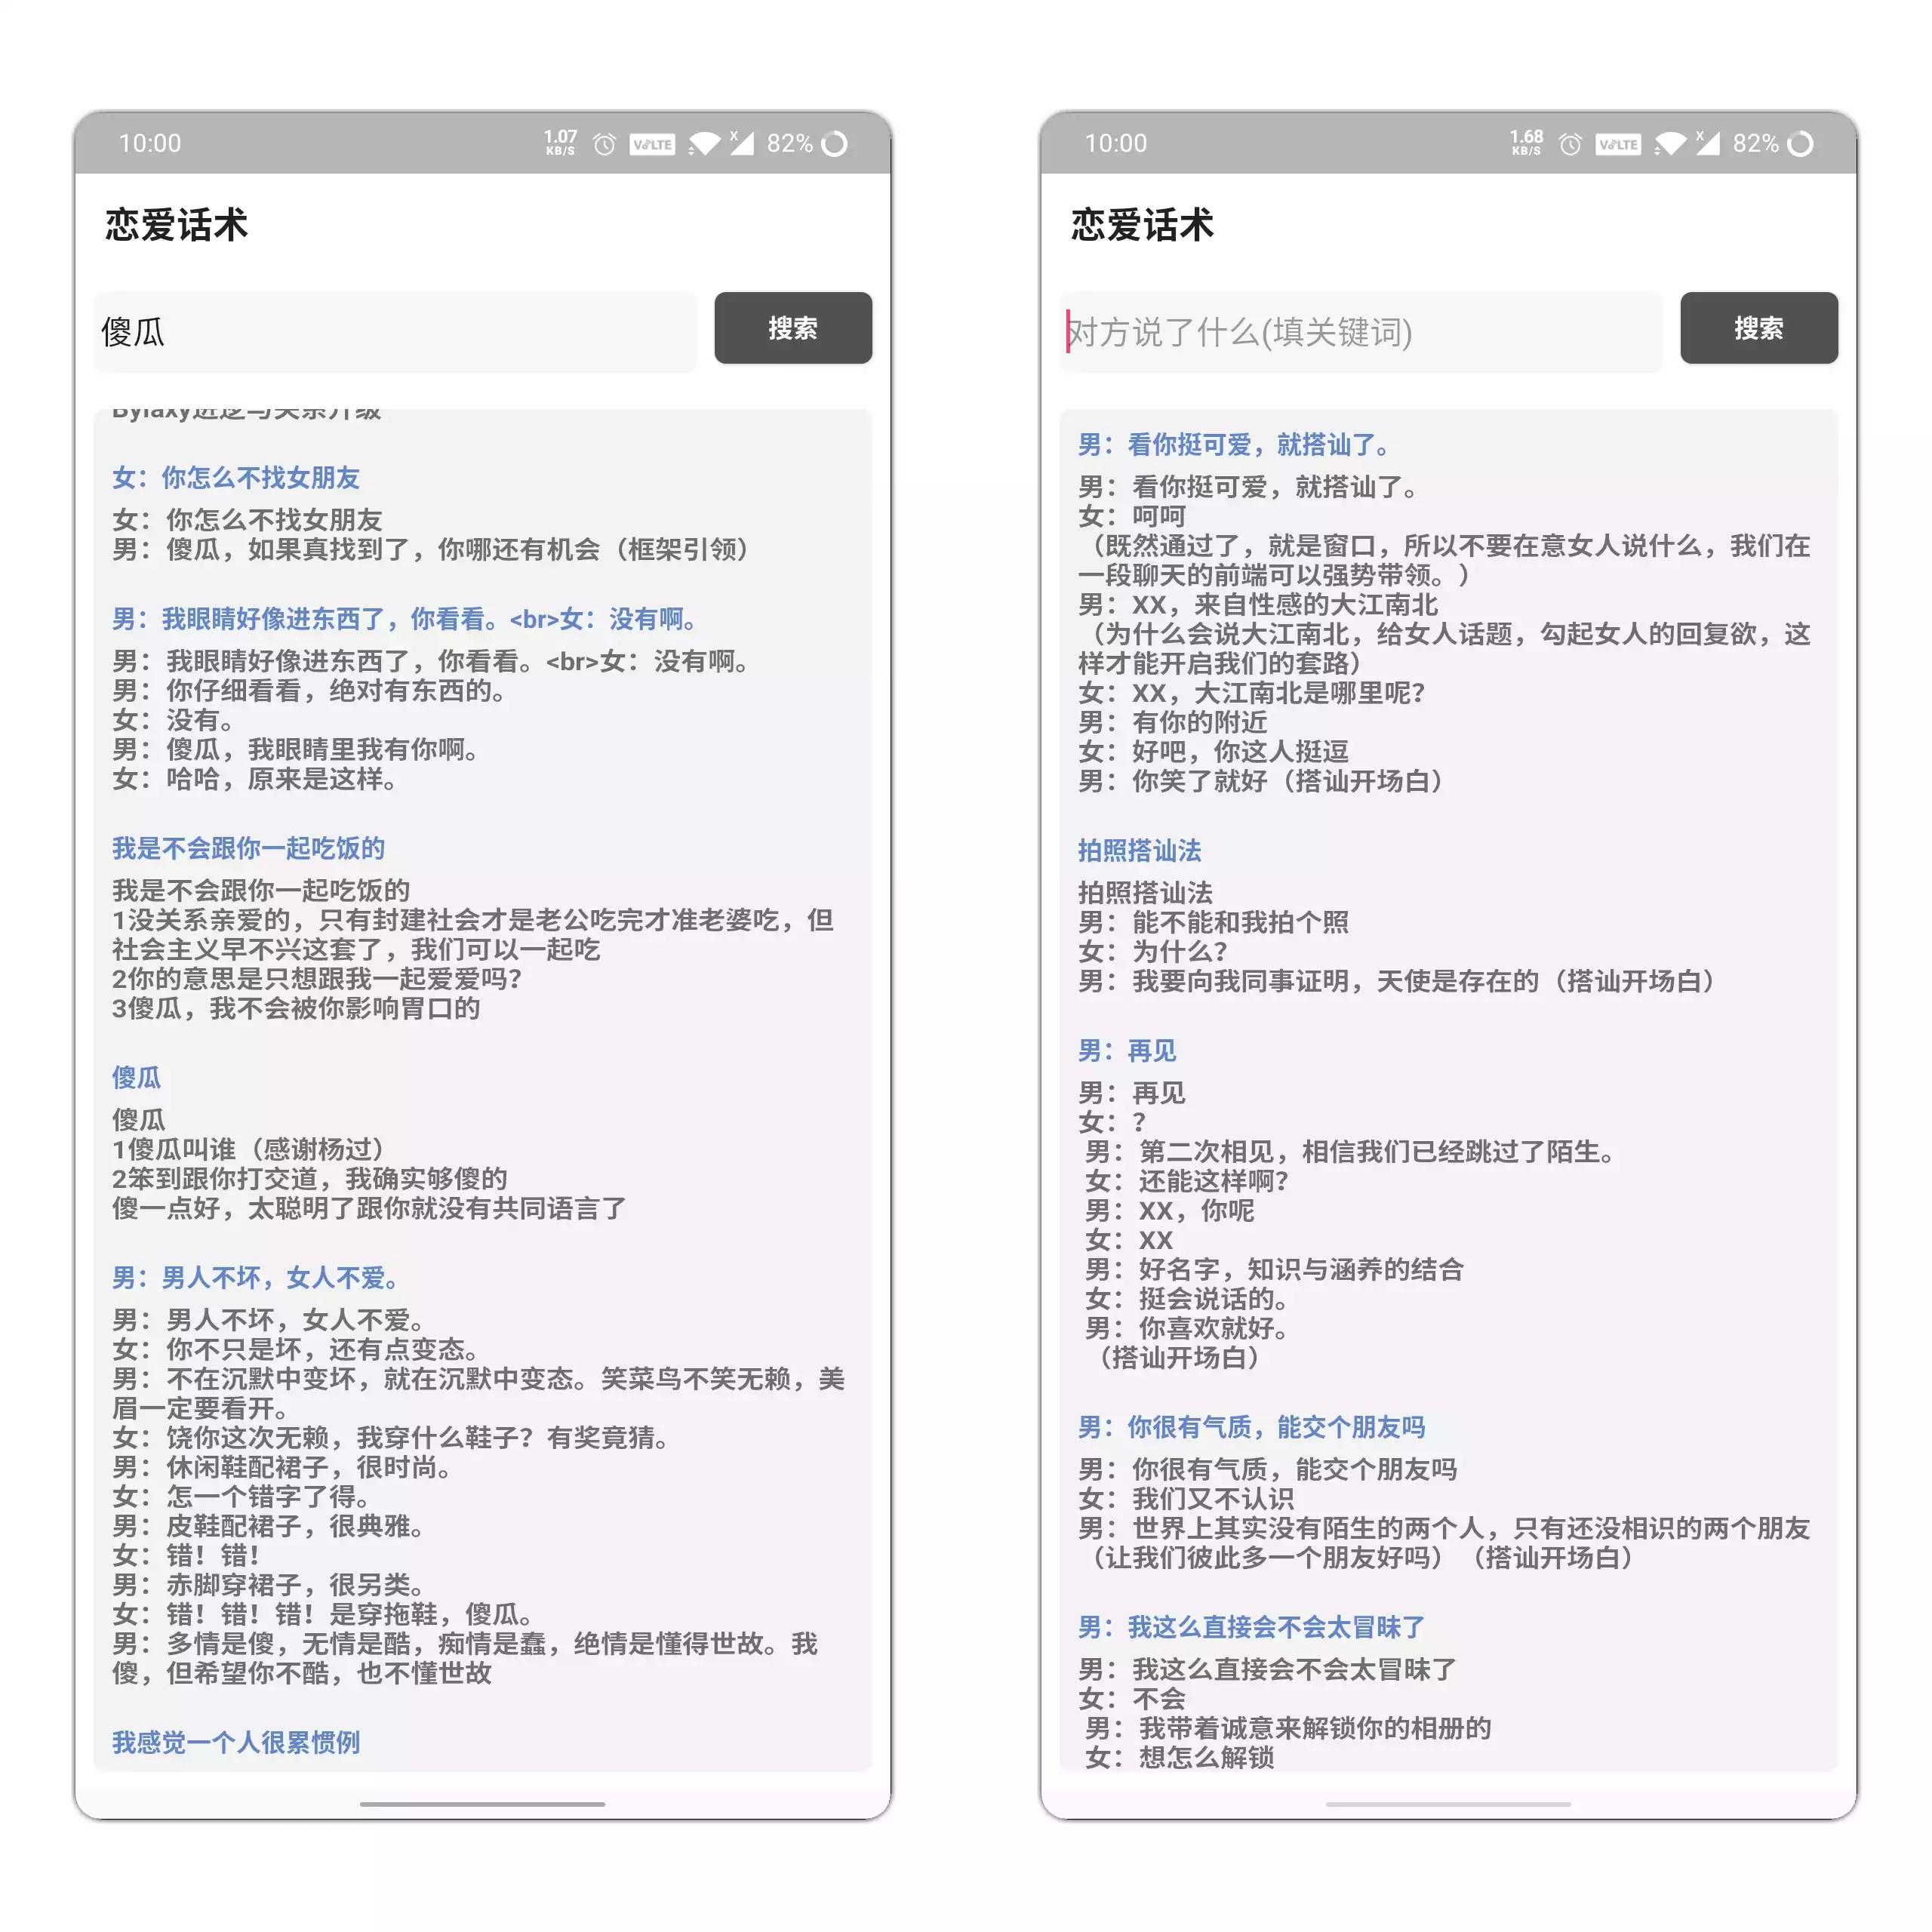 10:00
1.07
KB/S
VoLTE
X
82%
恋爱话术
傻瓜
搜索
女：你怎么不找女朋友
女：你怎么不找女朋友
男：傻瓜，如果真找到了，你哪还有机会（框架引领）
男：我眼睛好像进东西了，你看看。<br>女：没有啊。
男：我眼睛好像进东西了，你看看。<br>女：没有啊。
男：你仔细看看，绝对有东西的。
女：没有。
男：傻瓜，我眼睛里我有你啊。
女：哈哈，原来是这样。
我是不会跟你一起吃饭的
我是不会跟你一起吃饭的
1没关系亲爱的，只有封建社会才是老公吃完才准老婆吃，但
社会主义早不兴这套了，我们可以一起吃
2你的意思是只想跟我一起爱爱吗？
3傻瓜，我不会被你影响胃口的
傻瓜
傻瓜
1傻瓜叫谁（感谢杨过）
2笨到跟你打交道，我确实够傻的
傻一点好，太聪明了跟你就没有共同语言了
男：男人不坏，女人不爱。
男：男人不坏，女人不爱。
女：你不只是坏，还有点变态。
男：不在沉默中变坏，就在沉默中变态。笑菜鸟不笑无赖，美
眉一定要看开。
女：饶你这次无赖，我穿什么鞋子？有奖竟猜。
男：休闲鞋配裙子，很时尚。
女：怎一个错字了得。
男：皮鞋配裙子，很典雅。
女：错！错！
男：赤脚穿裙子，很另类。
女：错！错！错！是穿拖鞋，傻瓜。
男：多情是傻，无情是酷，痴情是蠢，绝情是懂得世故。我
傻，但希望你不酷，也不懂世故
我感觉一个人很累惯例
10:00
1.68
KB/S
VoLTE
X
82%
恋爱话术
对方说了什么(填关键词)
搜索
男：看你挺可爱，就搭讪了。
男：看你挺可爱，就搭讪了。
女：呵呵
（既然通过了，就是窗口，所以不要在意女人说什么，我们在
一段聊天的前端可以强势带领。）
男：XX，来自性感的大江南北
（为什么会说大江南北，给女人话题，勾起女人的回复欲，这
样才能开启我们的套路）
女：XX，大江南北是哪里呢？
男：有你的附近
女：好吧，你这人挺逗
男：你笑了就好（搭讪开场白）
拍照搭讪法
拍照搭讪法
男：能不能和我拍个照
女：为什么？
男：我要向我同事证明，天使是存在的（搭讪开场白）
男：再见
男：再见
女：？
男：第二次相见，相信我们已经跳过了陌生。
女：还能这样啊？
男：XX，你呢
女：XX
男：好名字，知识与涵养的结合
女：挺会说话的。
男：你喜欢就好。
（搭讪开场白）
男：你很有气质，能交个朋友吗
男：你很有气质，能交个朋友吗
女：我们又不认识
男：世界上其实没有陌生的两个人，只有还没相识的两个朋友
（让我们彼此多一个朋友好吗）（搭讪开场白）
男：我这么直接会不会太冒昧了
男：我这么直接会不会太冒昧了
女：不会
男：我带着诚意来解锁你的相册的
女：想怎么解锁